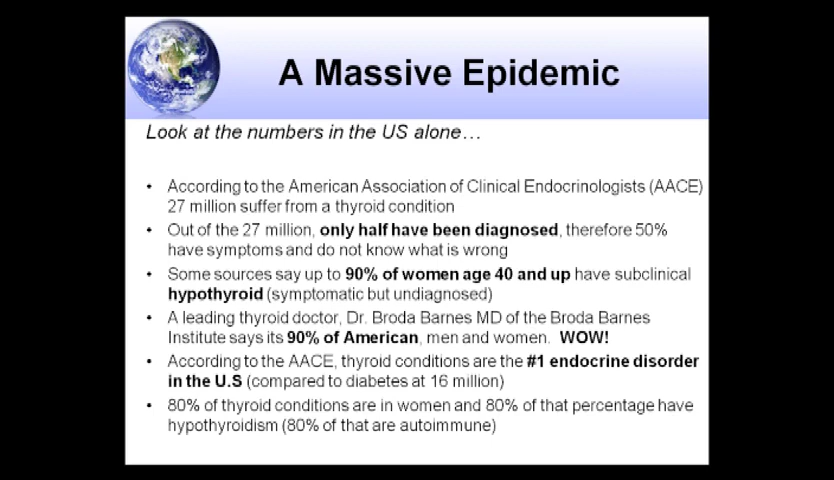 A Massive Epidemic
Look at the numbers in the US alone…
• According to the American Association of Clinical Endocrinologists (AACE)
27 million suffer from a thyroid condition
• Out of the 27 million, only half have been diagnosed, therefore 50%
have symptoms and do not know what is wrong
• Some sources say up to 90% of women age 40 and up have subclinical
hypothyroid (symptomatic but undiagnosed)
• A leading thyroid doctor, Dr. Broda Barnes MD of the Broda Barnes
Institute says its 90% of American, men and women. WOW!
• According to the AACE, thyroid conditions are the #1 endocrine disorder
in the U.S (compared to diabetes at 16 million)
• 80% of thyroid conditions are in women and 80% of that percentage have
hypothyroidism (80% of that are autoimmune)